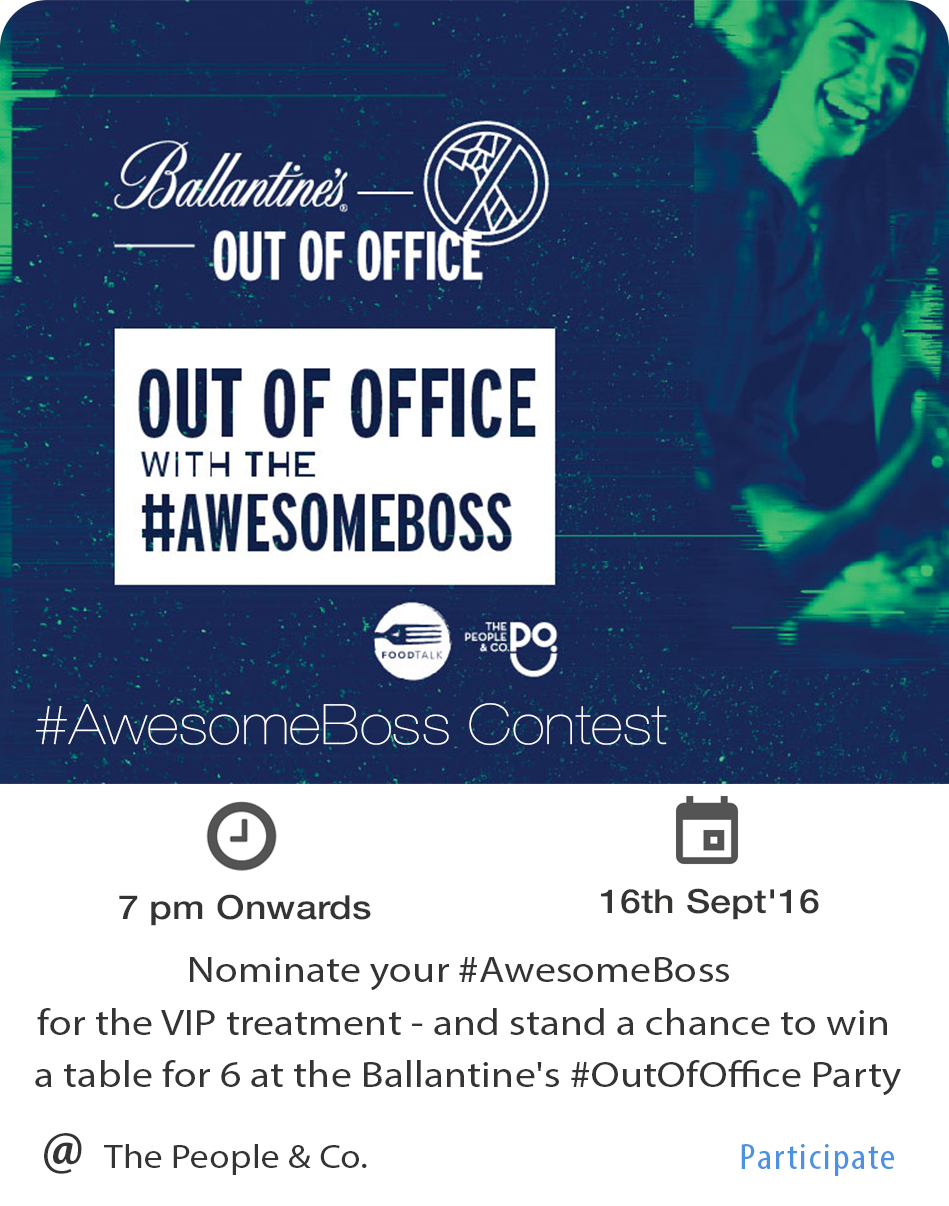 Ballantine's®
OUT OF OFFICE
OUT OF OFFICE
WITH THE
#AWESOMEBOSS
FOODTALK
THE
PEOPLE
& CO.
PO.
#AwesomeBoss Contest
7 pm Onwards
16th Sept'16
Nominate your #AwesomeBoss
for the VIP treatment - and stand a chance to win
a table for 6 at the Ballantine's #OutOfOffice Party
@ The People & Co.
Participate